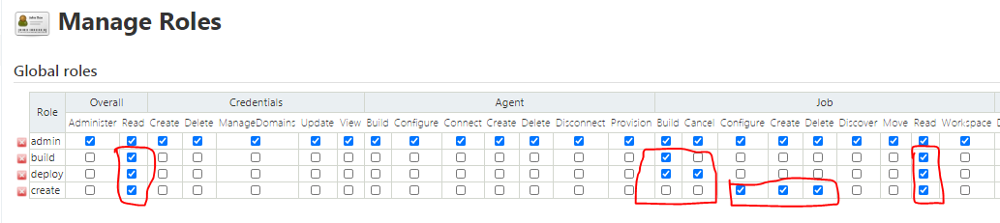 Manage Roles
Global roles
Role Overall Credentials Agent Job
Administer Read Create Delete ManageDomains Update View Build Configure Connect Create Delete Disconnect Provision Build Cancel Configure Create Delete Discover Move Read Workspace
admin
build
deploy
create